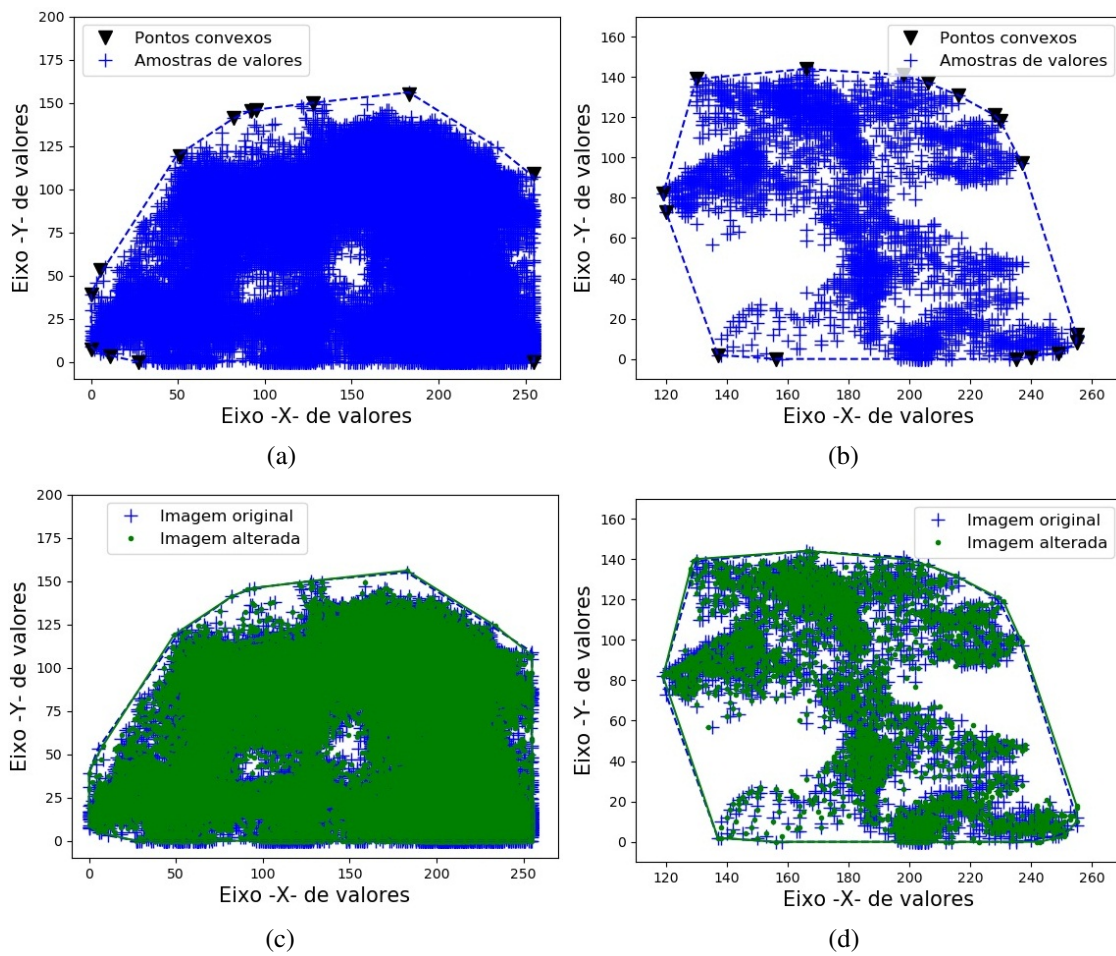 200
175
150
125
100
75
50
25
0
Eixo -Y- de valores
Pontos convexos
Amostras de valores
0 50 100 150 200 250
Eixo -X- de valores
(a)
160
140
120
100
80
60
40
20
0
Eixo -Y- de valores
Pontos convexos
Amostras de valores
120 140 160 180 200 220 240 260
Eixo -X- de valores
(b)
200
175
150
125
100
75
50
25
0
Eixo -Y- de valores
Imagem original
Imagem alterada
0 50 100 150 200 250
Eixo -X- de valores
(c)
160
140
120
100
80
60
40
20
0
Eixo -Y- de valores
Imagem original
Imagem alterada
120 140 160 180 200 220 240 260
Eixo -X- de valores
(d)